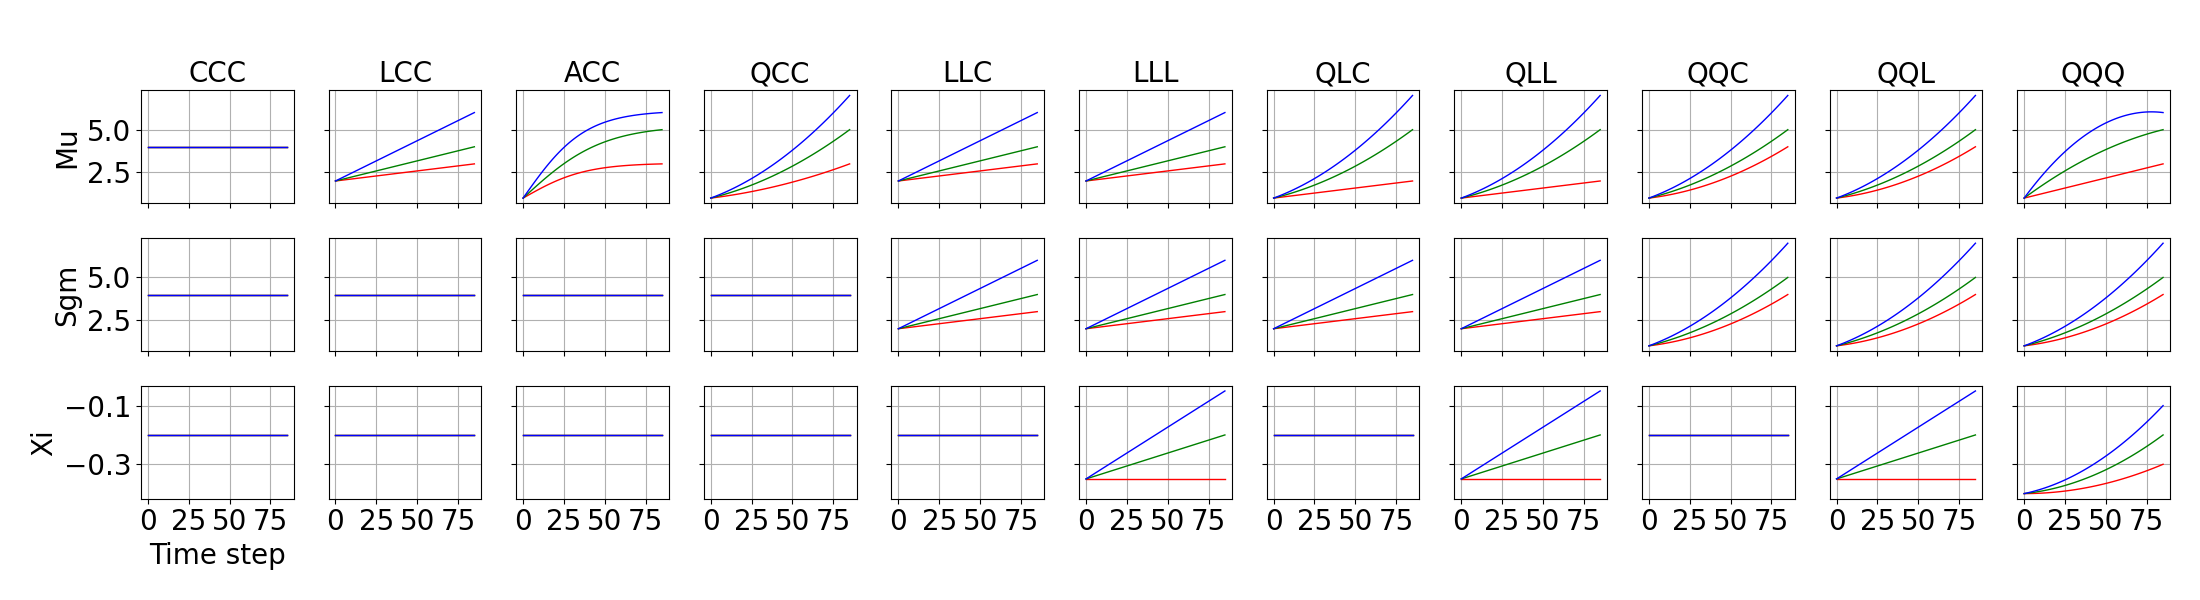 CCC LCC ACC QCC LLC LLL QLC QLL QQC QQL QQQ
Mu
5.0
2.5
Sgm
5.0
2.5
Xi
−0.1
−0.3
0 25 50 75 0 25 50 75 0 25 50 75 0 25 50 75 0 25 50 75 0 25 50 75 0 25 50 75 0 25 50 75 0 25 50 75 0 25 50 75 0 25 50 75
Time step